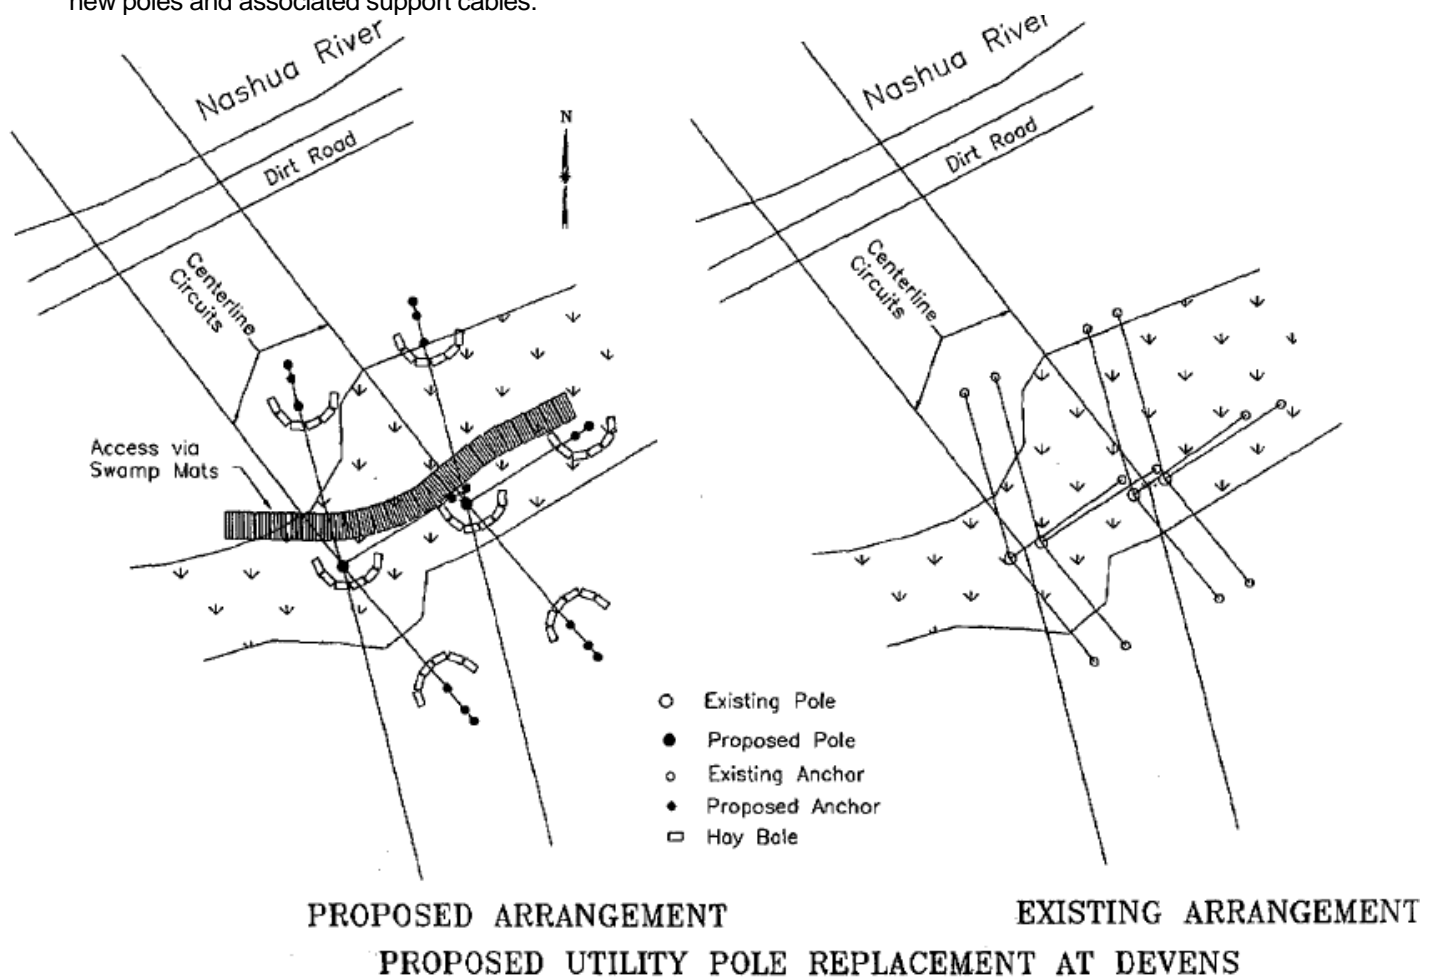 new poles and associated support cables.
Nashua River
Dirt Road
N
Centerline
Circuits
Access via
Swamp Mats
Nashua River
Dirt Road
Centerline
Circuits
Existing Pole
Proposed Pole
Existing Anchor
Proposed Anchor
Hay Bale
PROPOSED ARRANGEMENT
EXISTING ARRANGEMENT
PROPOSED UTILITY POLE REPLACEMENT AT DEVENS